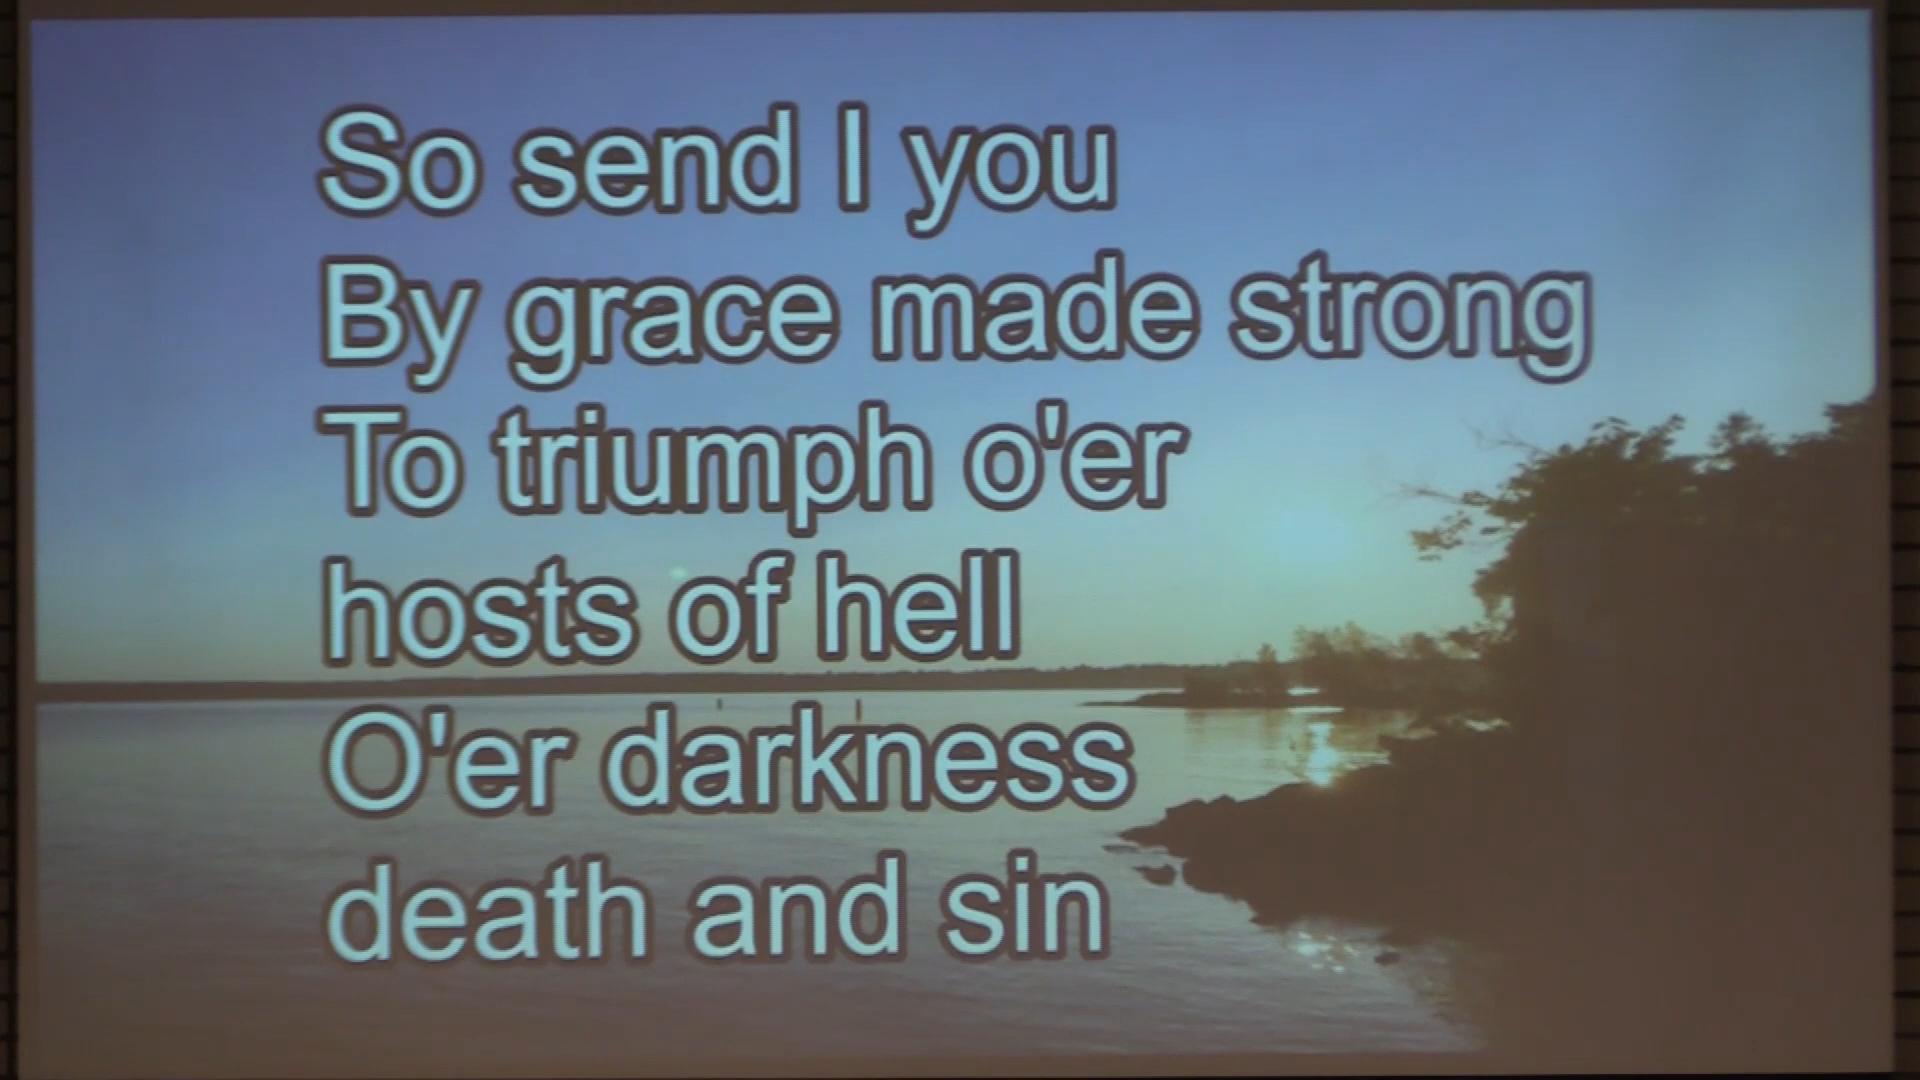 So send I you
By grace made strong
To triumph o'er
hosts of hell
O'er darkness
death and sin